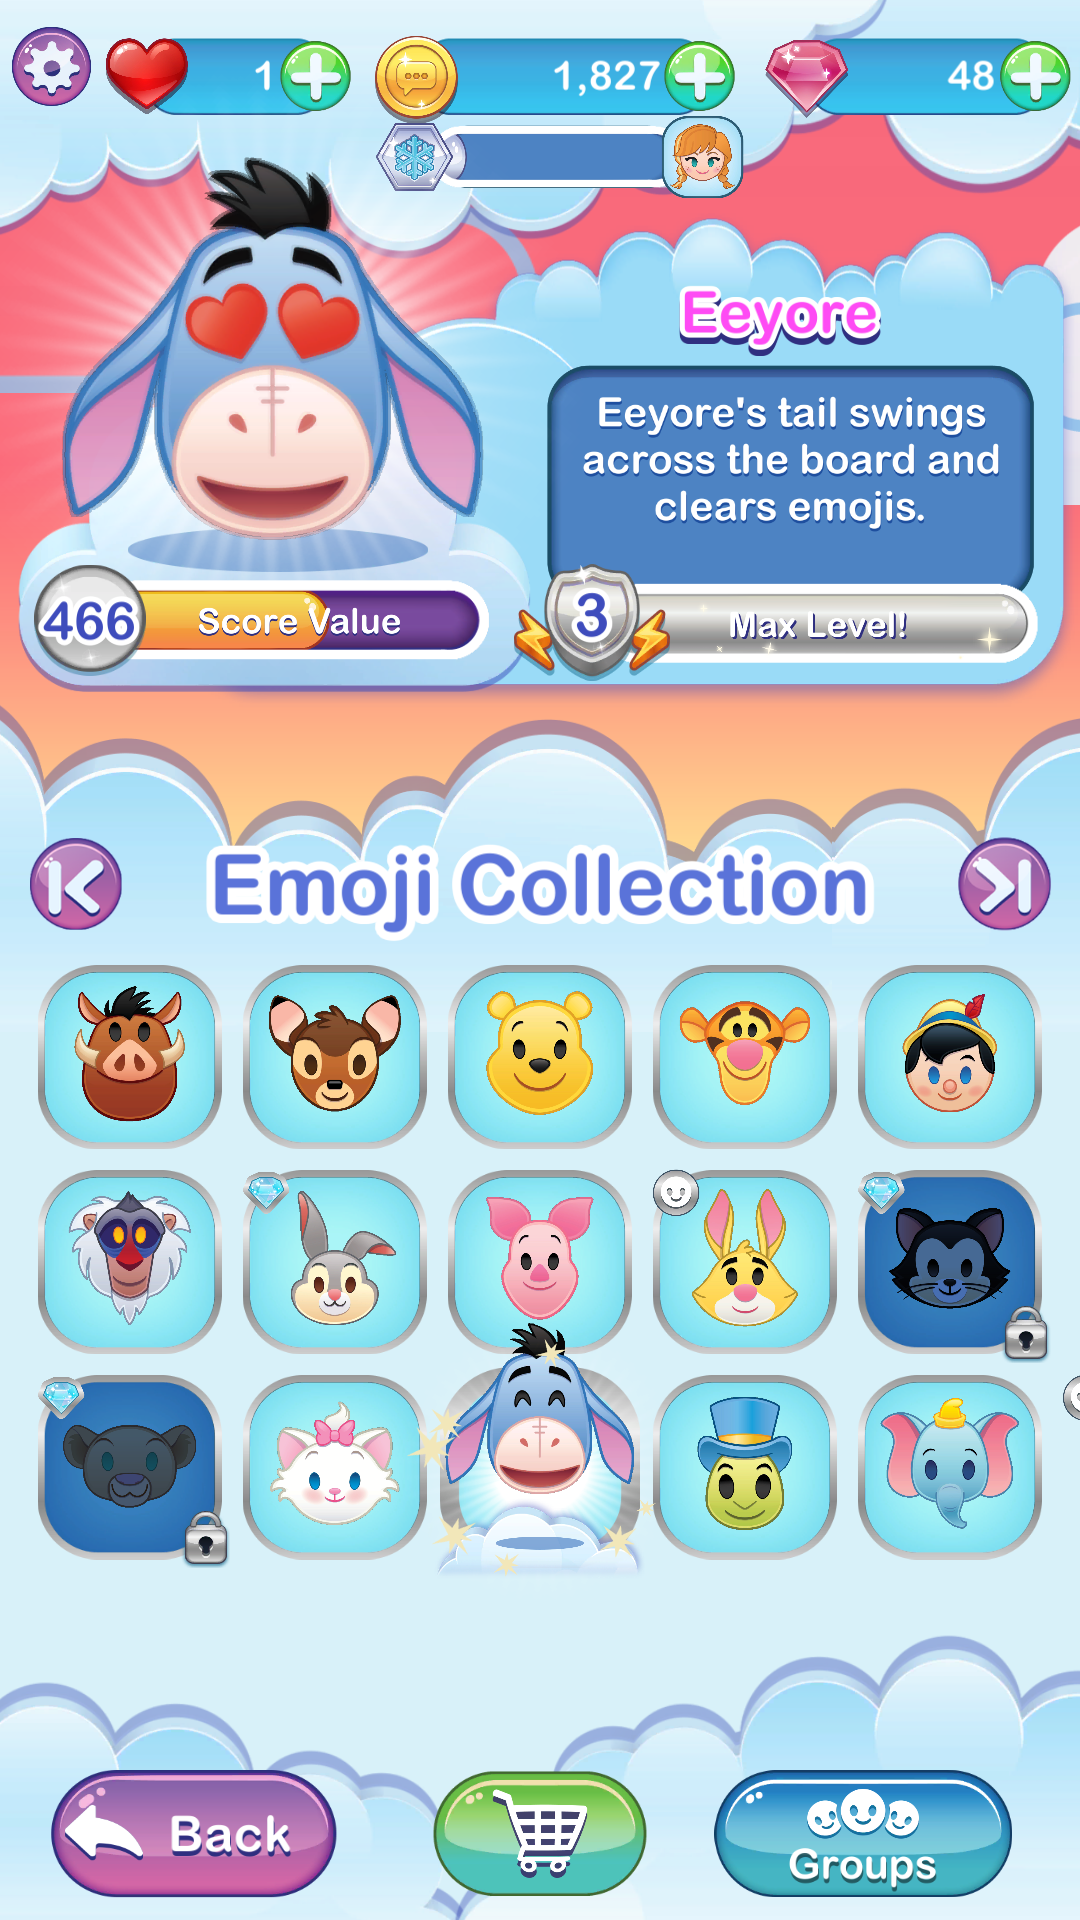 1
1,827
48
Eeyore
Eeyore's tail swings
across the board and
clears emojis.
466
Score Value
3
Max Level!
Emoji Collection
Back
Groups